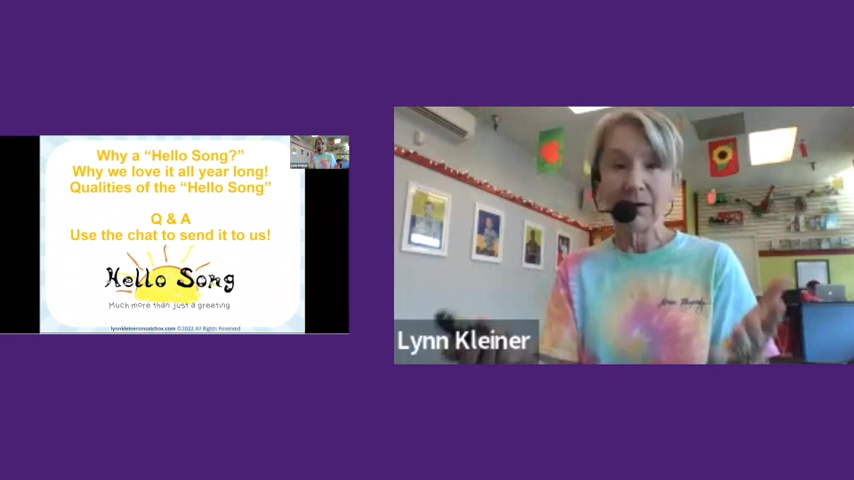 Why a “Hello Song?”
Why we love it all year long!
Qualities of the “Hello Song”
Q & A
Use the chat to send it to us!
Hello Song
Much more than just a greeting
lynnkleinersmusicbox.com ©2022 All Rights Reserved
Lynn Kleiner